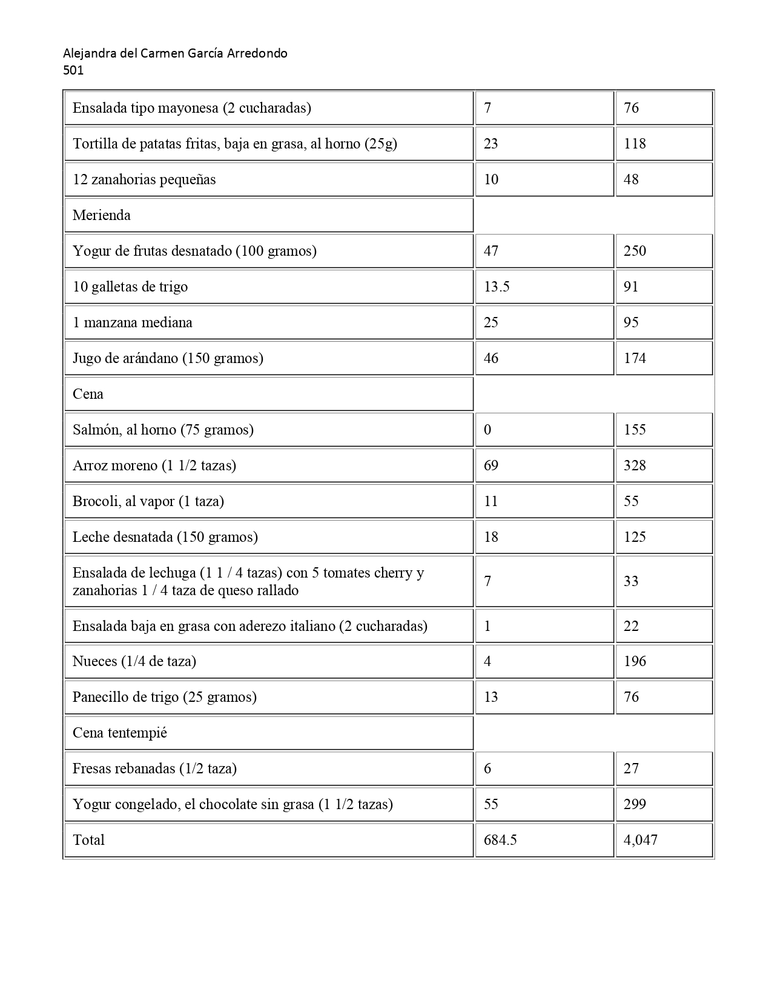 Alejandra del Carmen García Arredondo
501
Ensalada tipo mayonesa (2 cucharadas) 7 76
Tortilla de patatas fritas, baja en grasa, al horno (25g) 23 118
12 zanahorias pequeñas 10 48
Merienda
Yogur de frutas desnatado (100 gramos) 47 250
10 galletas de trigo 13.5 91
1 manzana mediana 25 95
Jugo de arándano (150 gramos) 46 174
Cena
Salmón, al horno (75 gramos) 0 155
Arroz moreno (1 1/2 tazas) 69 328
Brocoli, al vapor (1 taza) 11 55
Leche desnatada (150 gramos) 18 125
Ensalada de lechuga (1 1 / 4 tazas) con 5 tomates cherry y
zanahorias 1 / 4 taza de queso rallado 7 33
Ensalada baja en grasa con aderezo italiano (2 cucharadas) 1 22
Nueces (1/4 de taza) 4 196
Panecillo de trigo (25 gramos) 13 76
Cena tentempié
Fresas rebanadas (1/2 taza) 6 27
Yogur congelado, el chocolate sin grasa (1 1/2 tazas) 55 299
Total 684.5 4,047